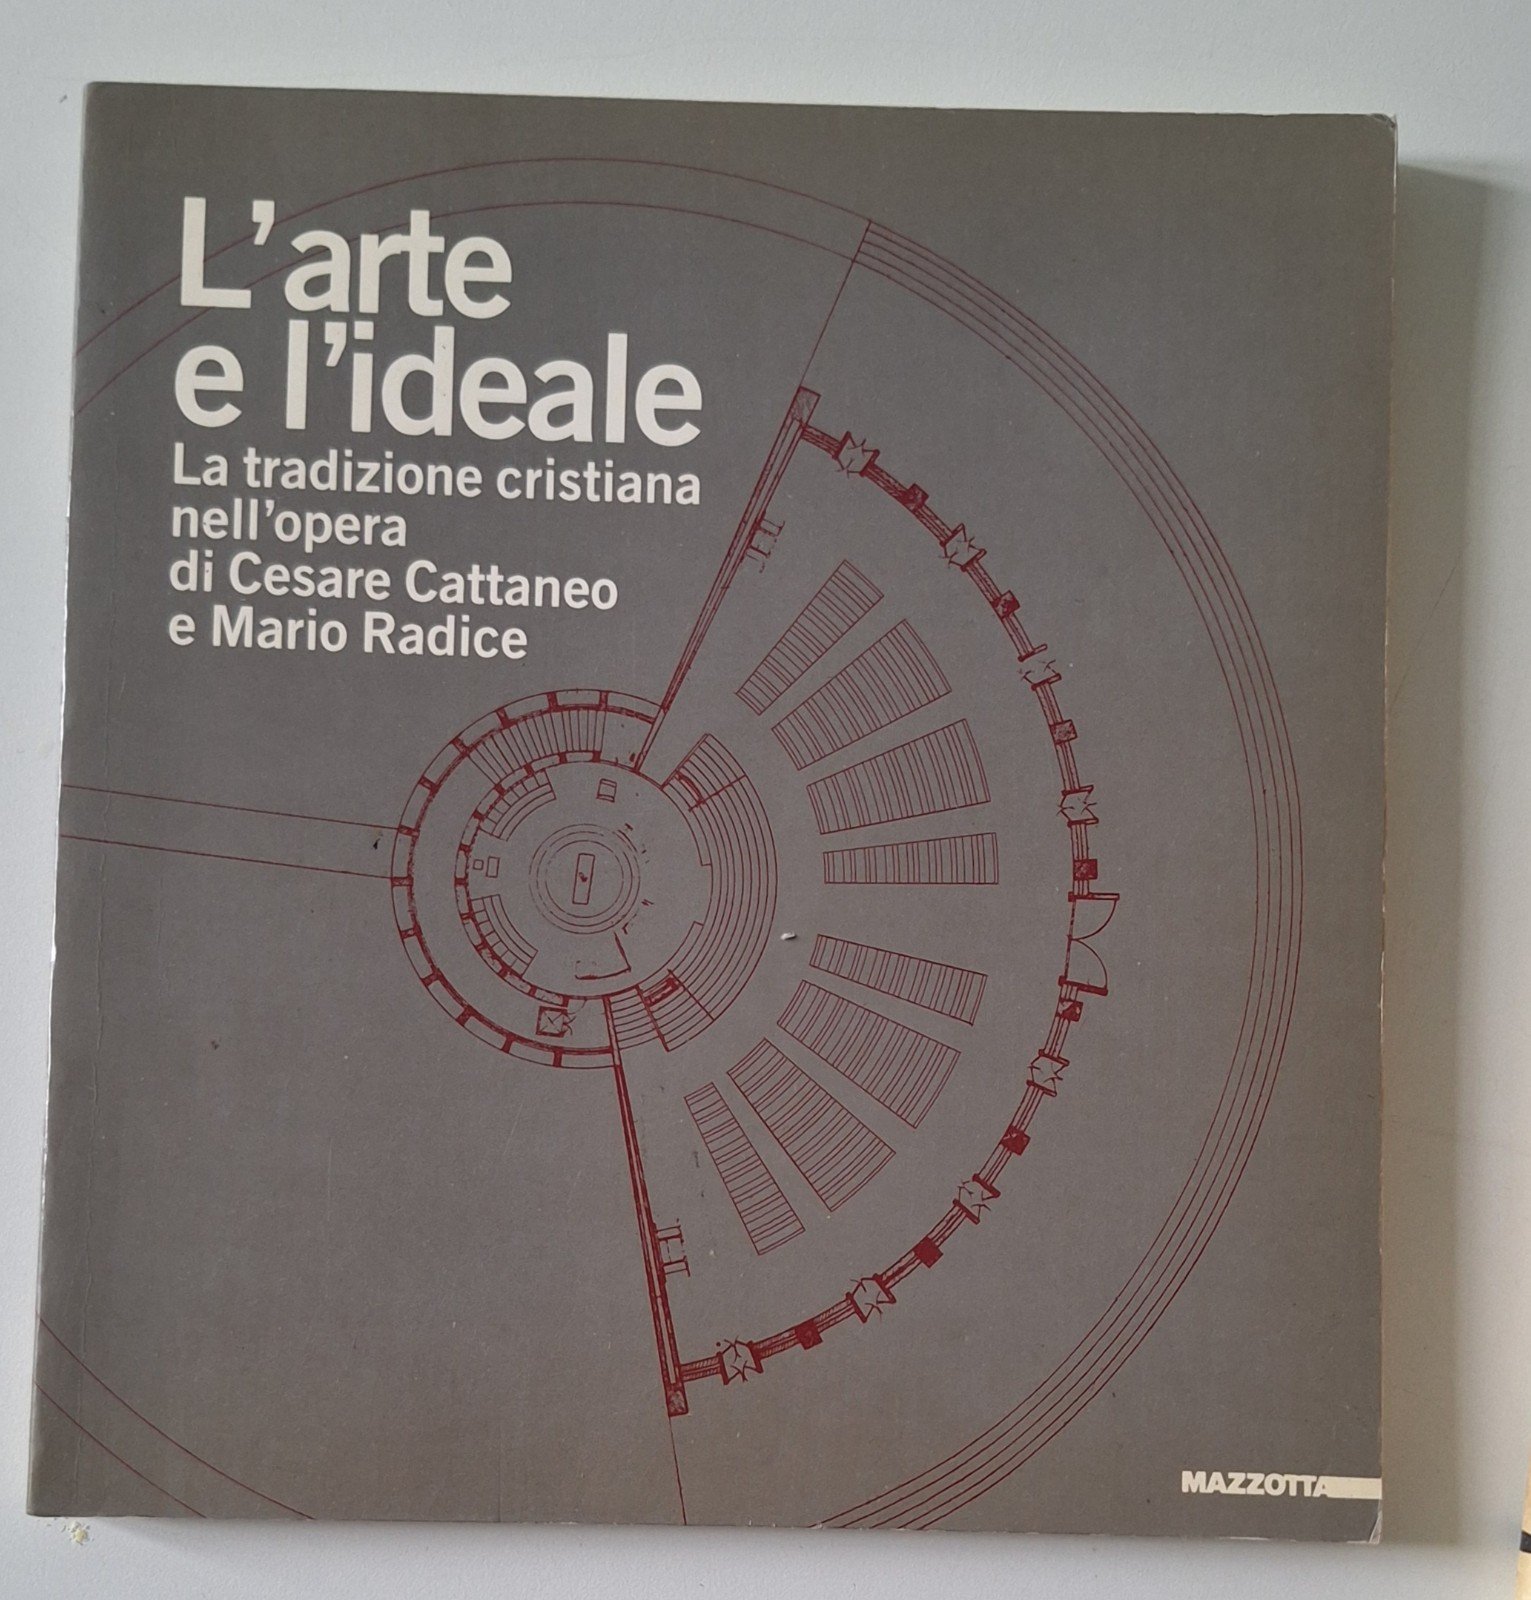 L'arte
e l'ideale
La tradizione cristiana
nell'opera
di Cesare Cattaneo
e Mario Radice
MAZZOTTA